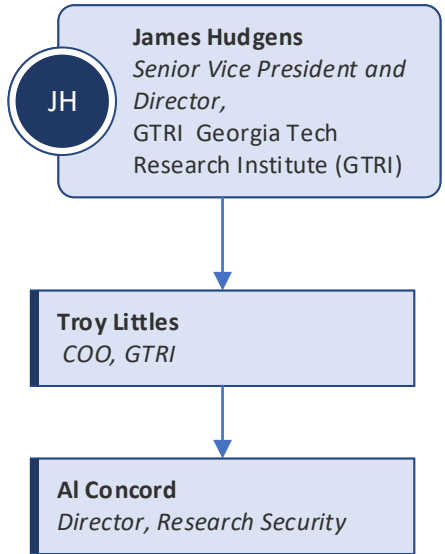 James Hudgens
Senior Vice President and
Director,
JH
GTRI Georgia Tech
Research Institute (GTRI)
Troy Littles
COO, GTRI
Al Concord
Director, Research Security